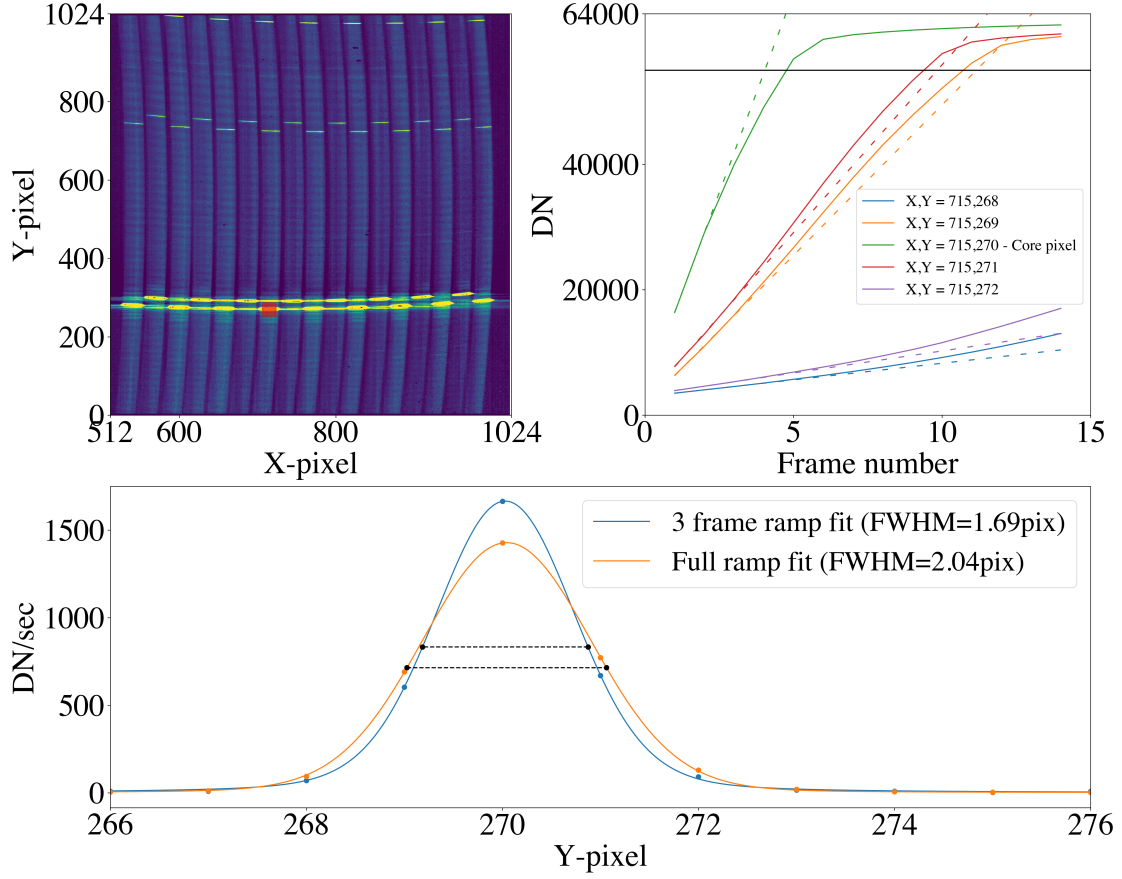 1024
800
600
400
200
0
Y-pixel
512
600
800
1024
X-pixel
64000
40000
20000
0
DN
0
5
10
15
Frame number
X,Y = 715,268
X,Y = 715,269
X,Y = 715,270 - Core pixel
X,Y = 715,271
X,Y = 715,272
1500
1000
500
0
DN/sec
3 frame ramp fit (FWHM=1.69pix)
Full ramp fit (FWHM=2.04pix)
266
268
270
272
274
276
Y-pixel